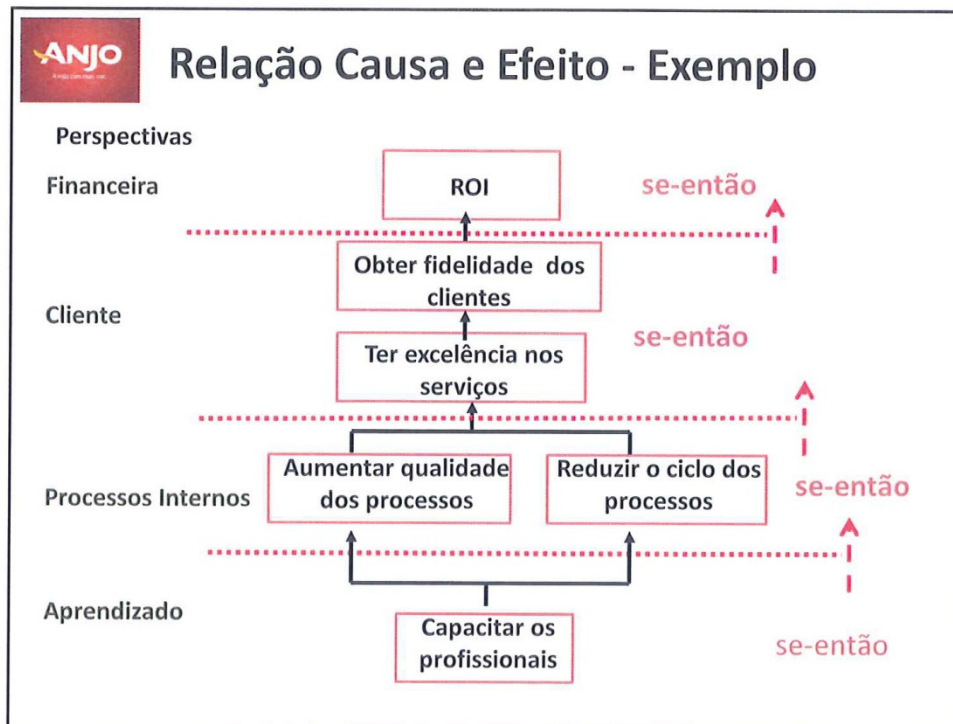 ANJO
Relação Causa e Efeito - Exemplo
Perspectivas
Financeira
ROI
se-então
Obter fidelidade dos
clientes
Cliente
se-então
Ter excelência nos
serviços
Aumentar qualidade
dos processos
Reduzir o ciclo dos
processos
Processos Internos
se-então
Aprendizado
Capacitar os
profissionais
se-então